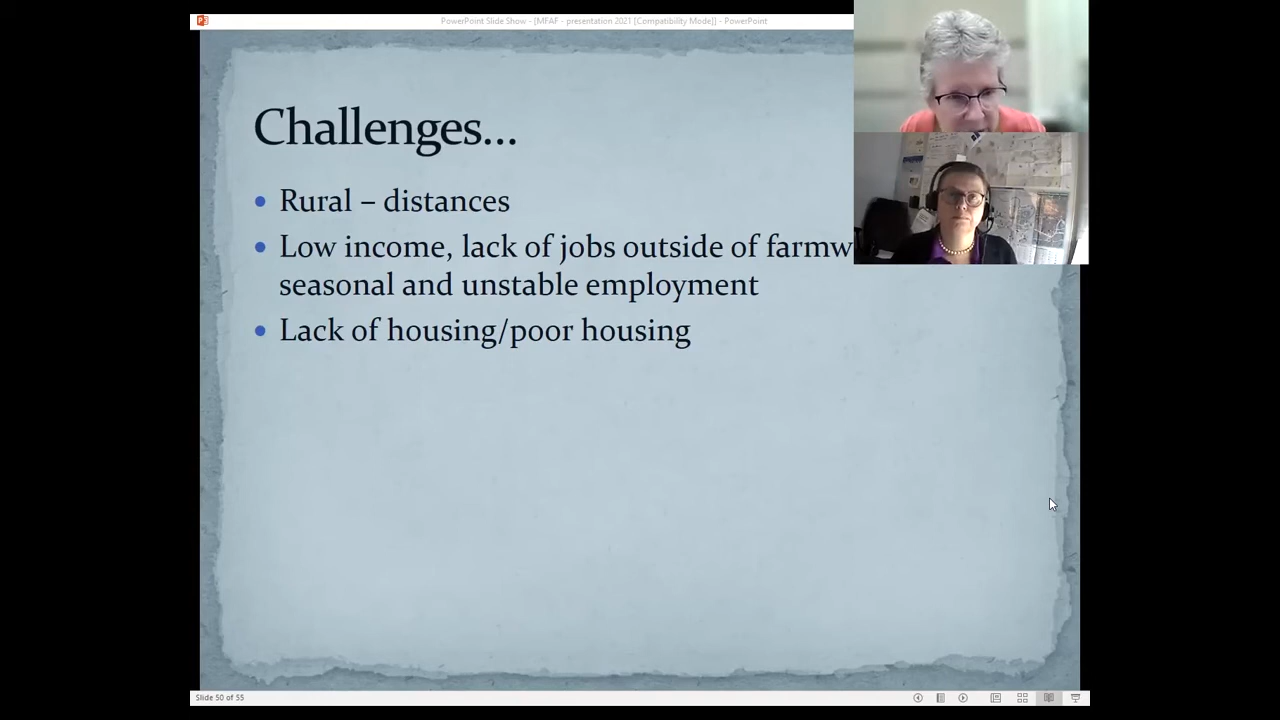 PowerPoint Slide Show - [MFAF - presentation 2021 [Compatibility Mode]] - PowerPoint
Challenges...
• Rural – distances
• Low income, lack of jobs outside of farmw
seasonal and unstable employment
• Lack of housing/poor housing
Slide 50 of 55